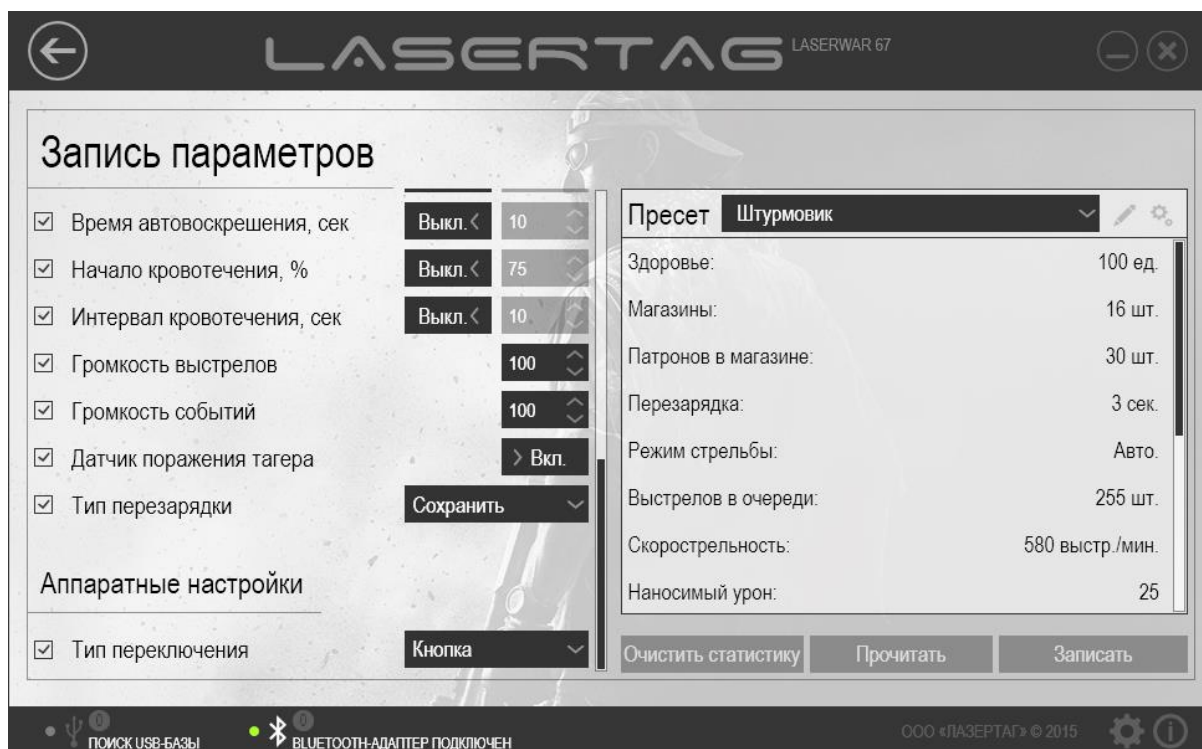 LASERTAG LASERWAR 67
Запись параметров
Время автовоскрешения, сек Выкл. 10
Начало кровотечения, % Выкл. 75
Интервал кровотечения, сек Выкл. 10
Громкость выстрелов 100
Громкость событий 100
Датчик поражения тагера Вкл.
Тип перезарядки Сохранить
Аппаратные настройки
Тип переключения Кнопка
Пресет Штурмовик
Здоровье: 100 ед.
Магазины: 16 шт.
Патронов в магазине: 30 шт.
Перезарядка: 3 сек.
Режим стрельбы: Авто.
Выстрелов в очереди: 255 шт.
Скорострельность: 580 выстр./мин.
Наносимый урон: 25
Очистить статистику Прочитать Записать
0 ПОИСК USB-БАЗЫ 0 BLUETOOTH-АДАПТЕР ПОДКЛЮЧЕН ООО «ЛАЗЕРТАГ» © 2015